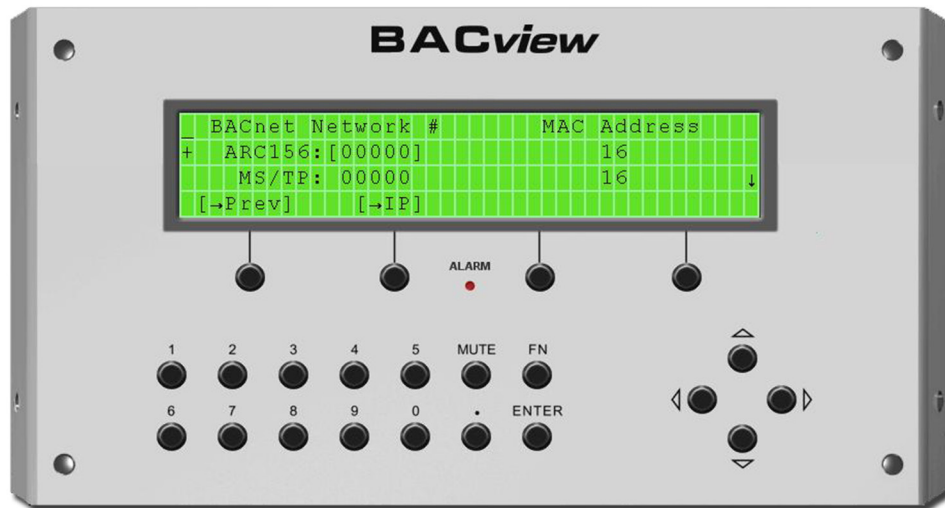 BACview
_ BACnet Network # MAC Address
+ ARC156:[00000] 16
MS/TP: 00000 16 ↓
[→Prev] [→IP]
ALARM
1 2 3 4 5 MUTE FN
6 7 8 9 0 . ENTER